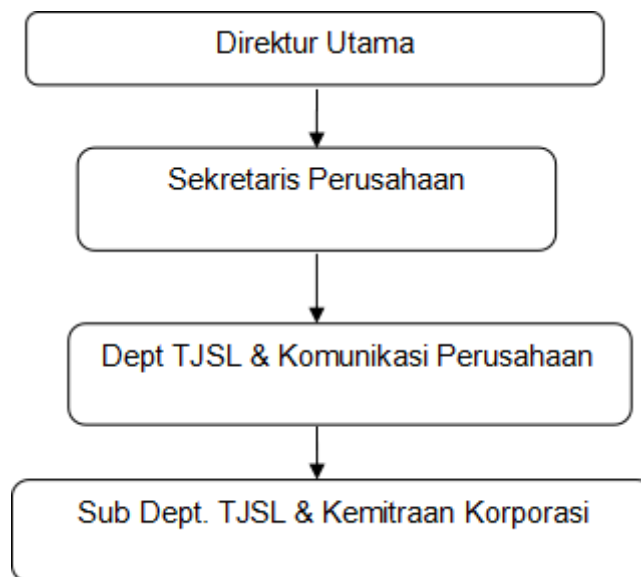 Direktur Utama
Sekretaris Perusahaan
Dept TJSL & Komunikasi Perusahaan
Sub Dept. TJSL & Kemitraan Korporasi